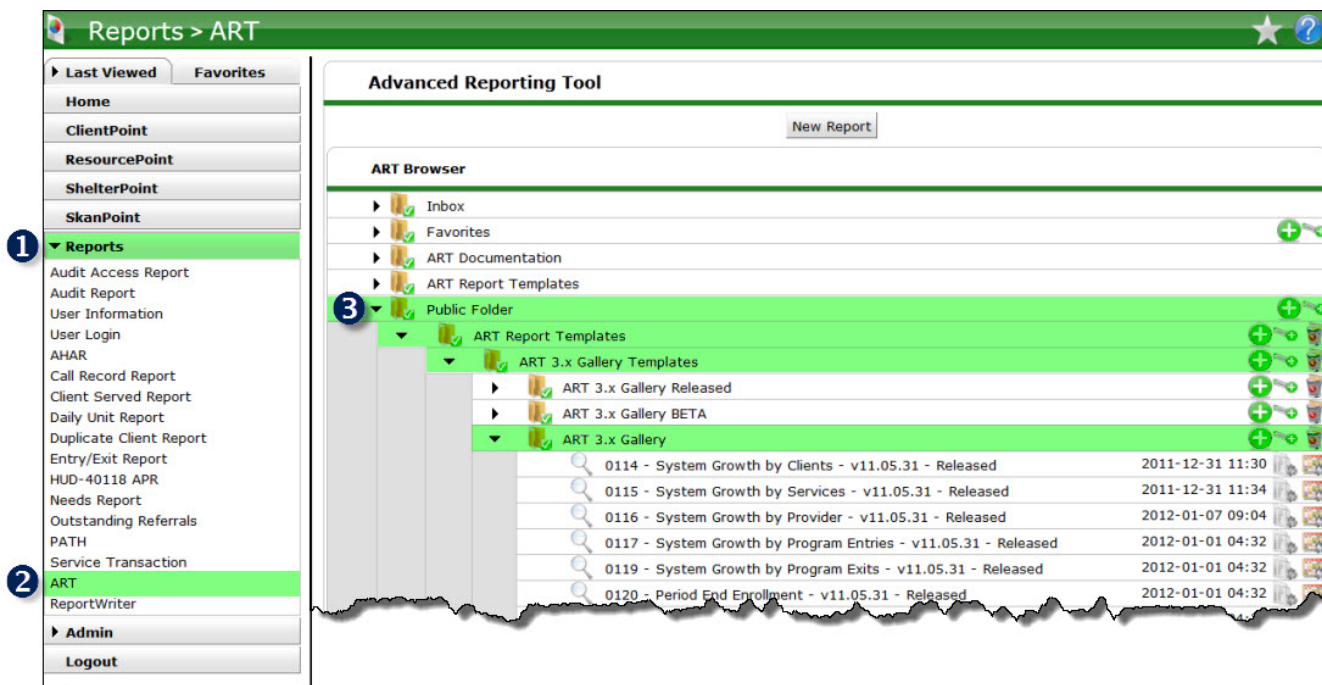 Reports > ART
?
Last Viewed Favorites
Home
ClientPoint
ResourcePoint
ShelterPoint
SkanPoint
1 Reports
Audit Access Report
Audit Report
User Information
User Login
AHAR
Call Record Report
Client Served Report
Daily Unit Report
Duplicate Client Report
Entry/Exit Report
HUD-40118 APR
Needs Report
Outstanding Referrals
PATH
Service Transaction
2 ART
ReportWriter
Admin
Logout
Advanced Reporting Tool
New Report
ART Browser
Inbox
Favorites
ART Documentation
ART Report Templates
3 Public Folder
ART Report Templates
ART 3.x Gallery Templates
ART 3.x Gallery Released
ART 3.x Gallery BETA
ART 3.x Gallery
0114 - System Growth by Clients - v11.05.31 - Released 2011-12-31 11:30
0115 - System Growth by Services - v11.05.31 - Released 2011-12-31 11:34
0116 - System Growth by Provider - v11.05.31 - Released 2012-01-07 09:04
0117 - System Growth by Program Entries - v11.05.31 - Released 2012-01-01 04:32
0119 - System Growth by Program Exits - v11.05.31 - Released 2012-01-01 04:32
0120 - Period End Enrollment - v11.05.31 - Released 2012-01-01 04:32